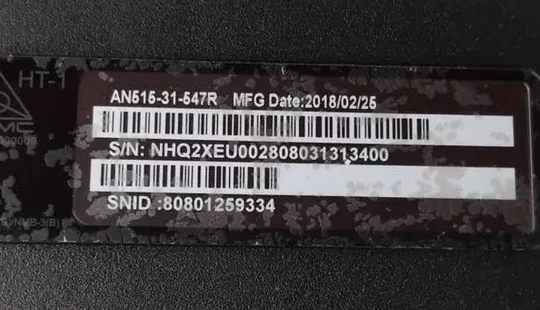 HT-1
AN515-31-547R MFG Date:2018/02/25
S/N: NHQ2XEU002808031313400
SNID :80801259334